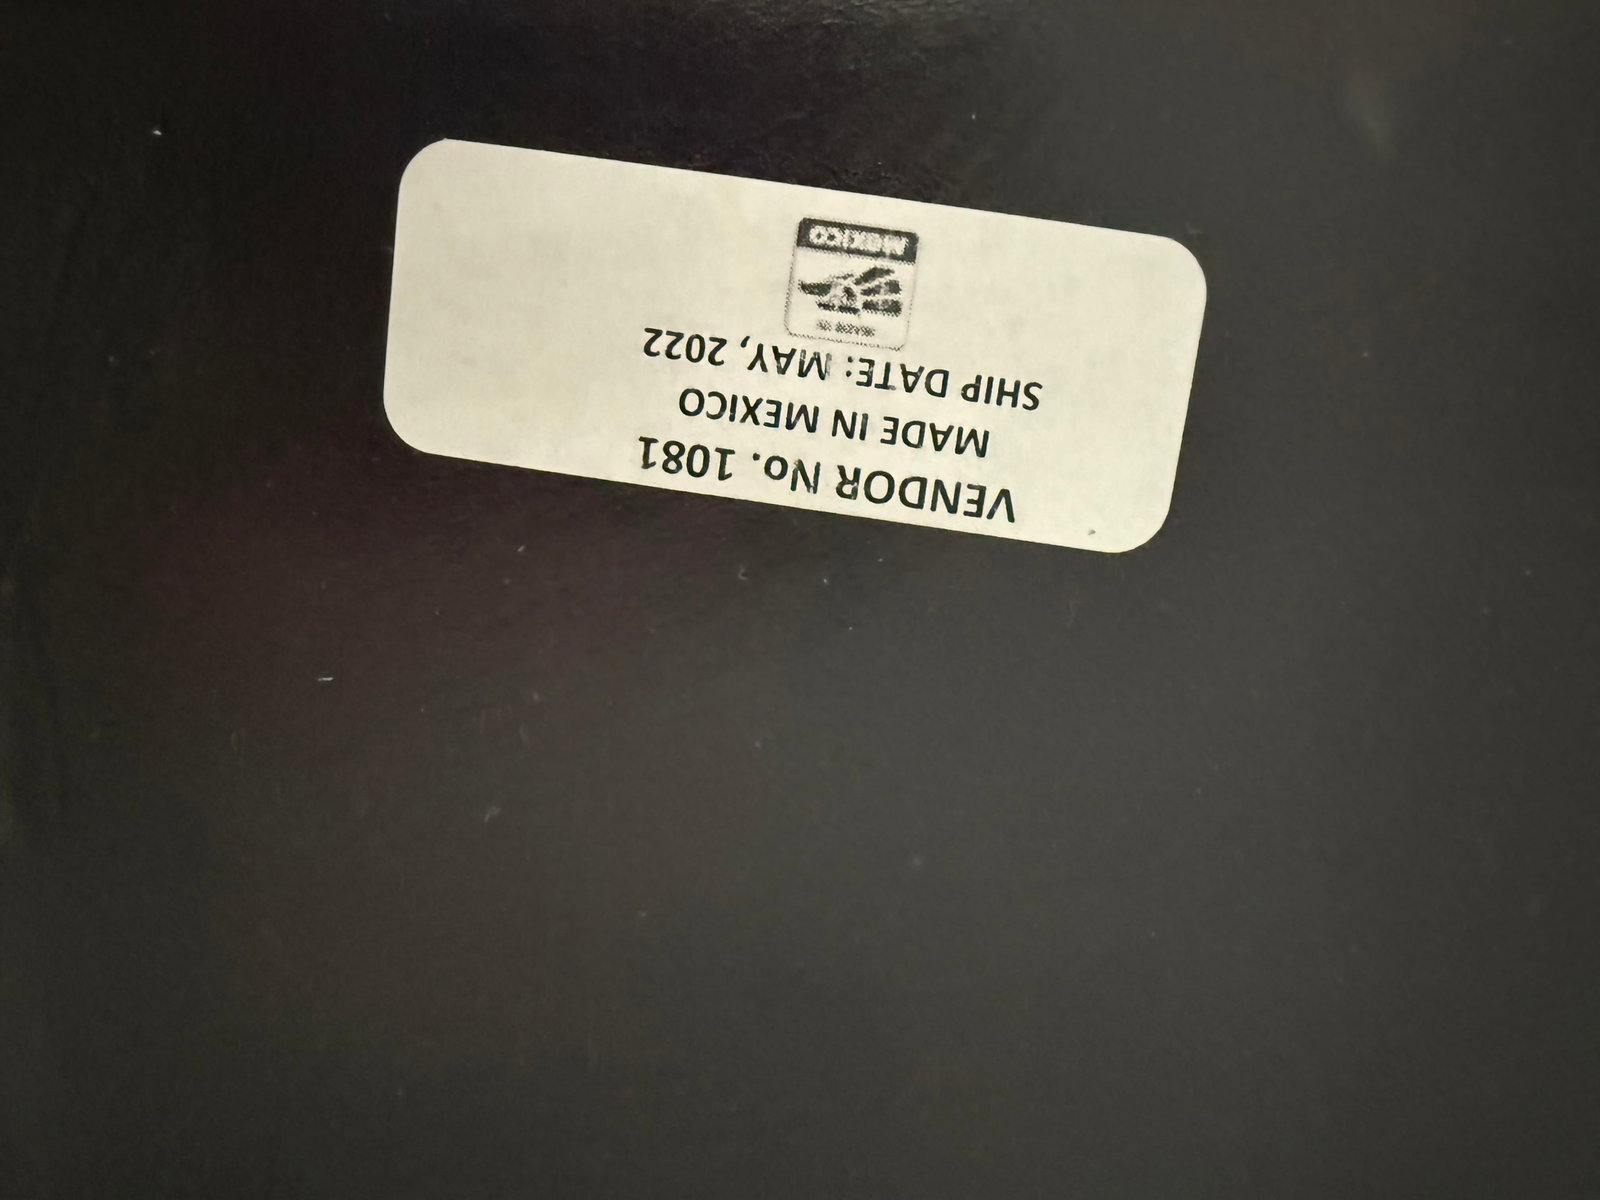 VENDOR No. 1081
MADE IN MEXICO
SHIP DATE: MAY, 2022
MEXICO